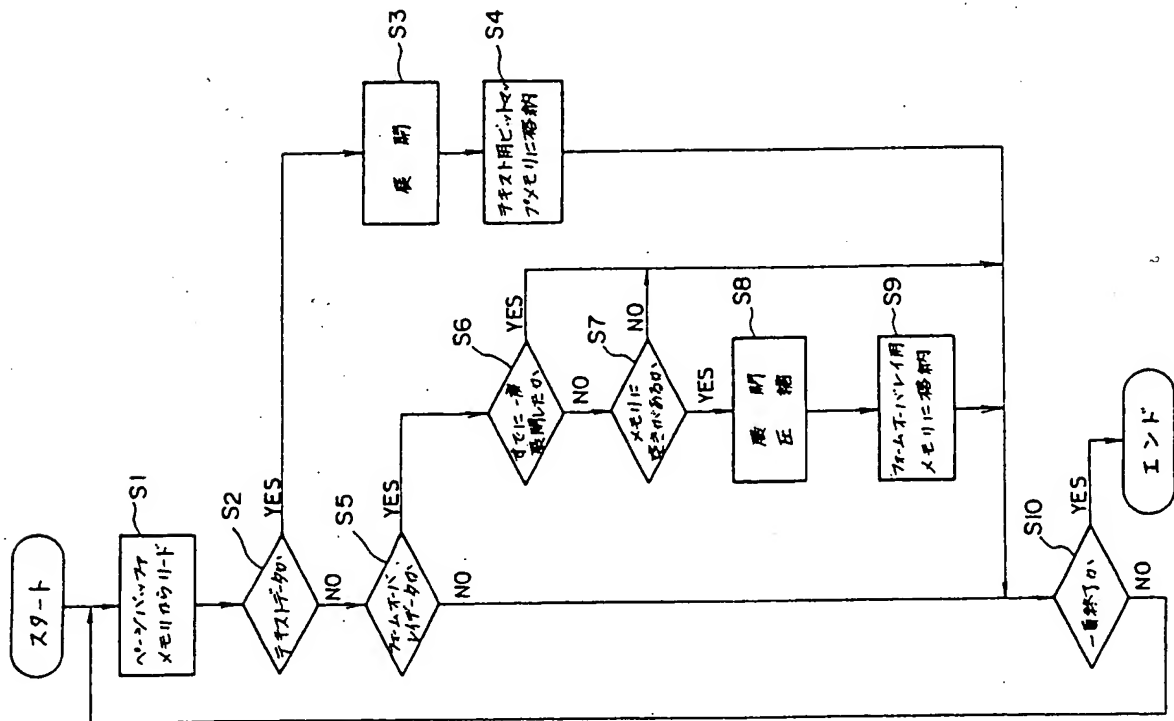 スタート
S1
ページバッファ
メモリからリード
S2
テキストデータか
YES
NO
S3
展開
S4
テキスト用ビットマッ
プメモリに格納
S5
フォームオーバ
レイデータか
YES
NO
S6
すでに一度
展開したか
YES
NO
S7
メモリに
空きがあるか
NO
YES
S8
展開
圧縮
S9
フォームオーバレイ用
メモリに格納
S10
一頁終了か
YES
NO
エンド